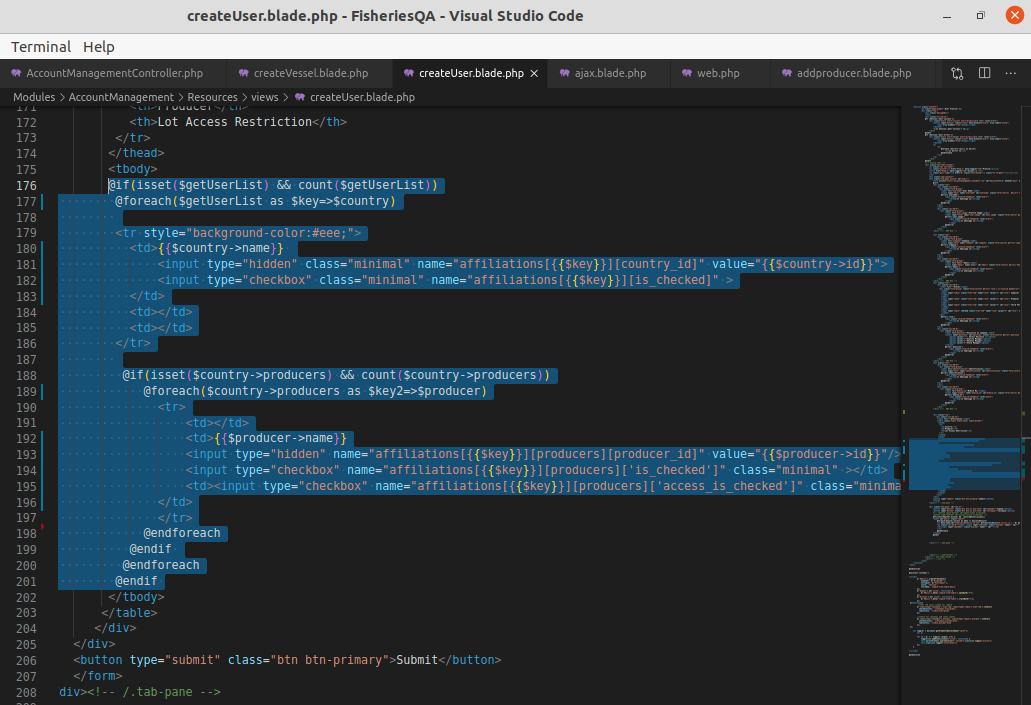 createUser.blade.php - FisheriesQA - Visual Studio Code
Terminal Help
AccountManagementController.php createVessel.blade.php createUser.blade.php ajax.blade.php web.php addproducer.blade.php
Modules > AccountManagement > Resources > views > createUser.blade.php
171 <th>Producer</th>
172 <th>Lot Access Restriction</th>
173 </tr>
174 </thead>
175 <tbody>
176 @if(isset($getUserList) && count($getUserList))
177 @foreach($getUserList as $key=>$country)
178
179 <tr style="background-color:#eee;">
180 <td>{{$country->name}}
181 <input type="hidden" class="minimal" name="affiliations[{{$key}}][country_id]" value="{{$country->id}}">
182 <input type="checkbox" class="minimal" name="affiliations[{{$key}}][is_checked]" >
183 </td>
184 <td></td>
185 <td></td>
186 </tr>
187
188 @if(isset($country->producers) && count($country->producers))
189 @foreach($country->producers as $key2=>$producer)
190 <tr>
191 <td></td>
192 <td>{{$producer->name}}
193 <input type="hidden" name="affiliations[{{$key}}][producers][producer_id]" value="{{$producer->id}}"/>
194 <input type="checkbox" name="affiliations[{{$key}}][producers]['is_checked']" class="minimal" ></td>
195 <td><input type="checkbox" name="affiliations[{{$key}}][producers]['access_is_checked']" class="minima
196 </td>
197 </tr>
198 @endforeach
199 @endif
200 @endforeach
201 @endif
202 </tbody>
203 </table>
204 </div>
205 </div>
206 <button type="submit" class="btn btn-primary">Submit</button>
207 </form>
208 div><!-- /.tab-pane -->